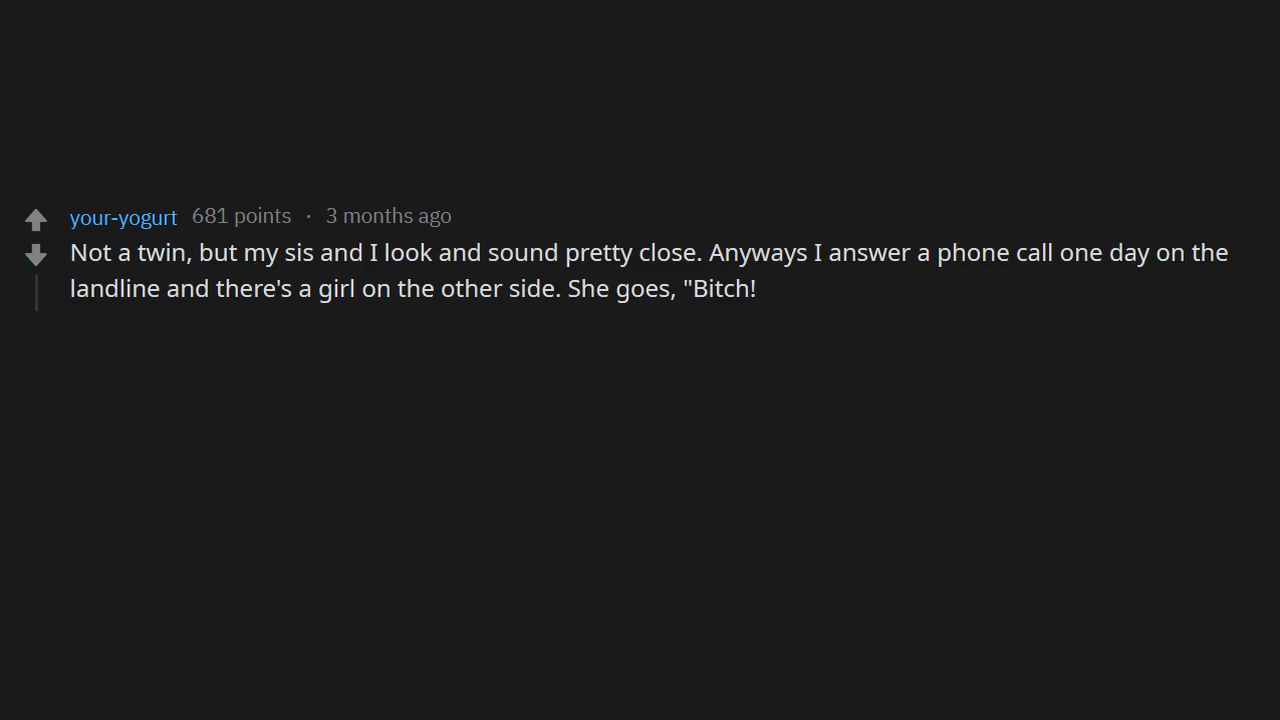 your-yogurt 681 points · 3 months ago
Not a twin, but my sis and I look and sound pretty close. Anyways I answer a phone call one day on the
landline and there's a girl on the other side. She goes, "Bitch!